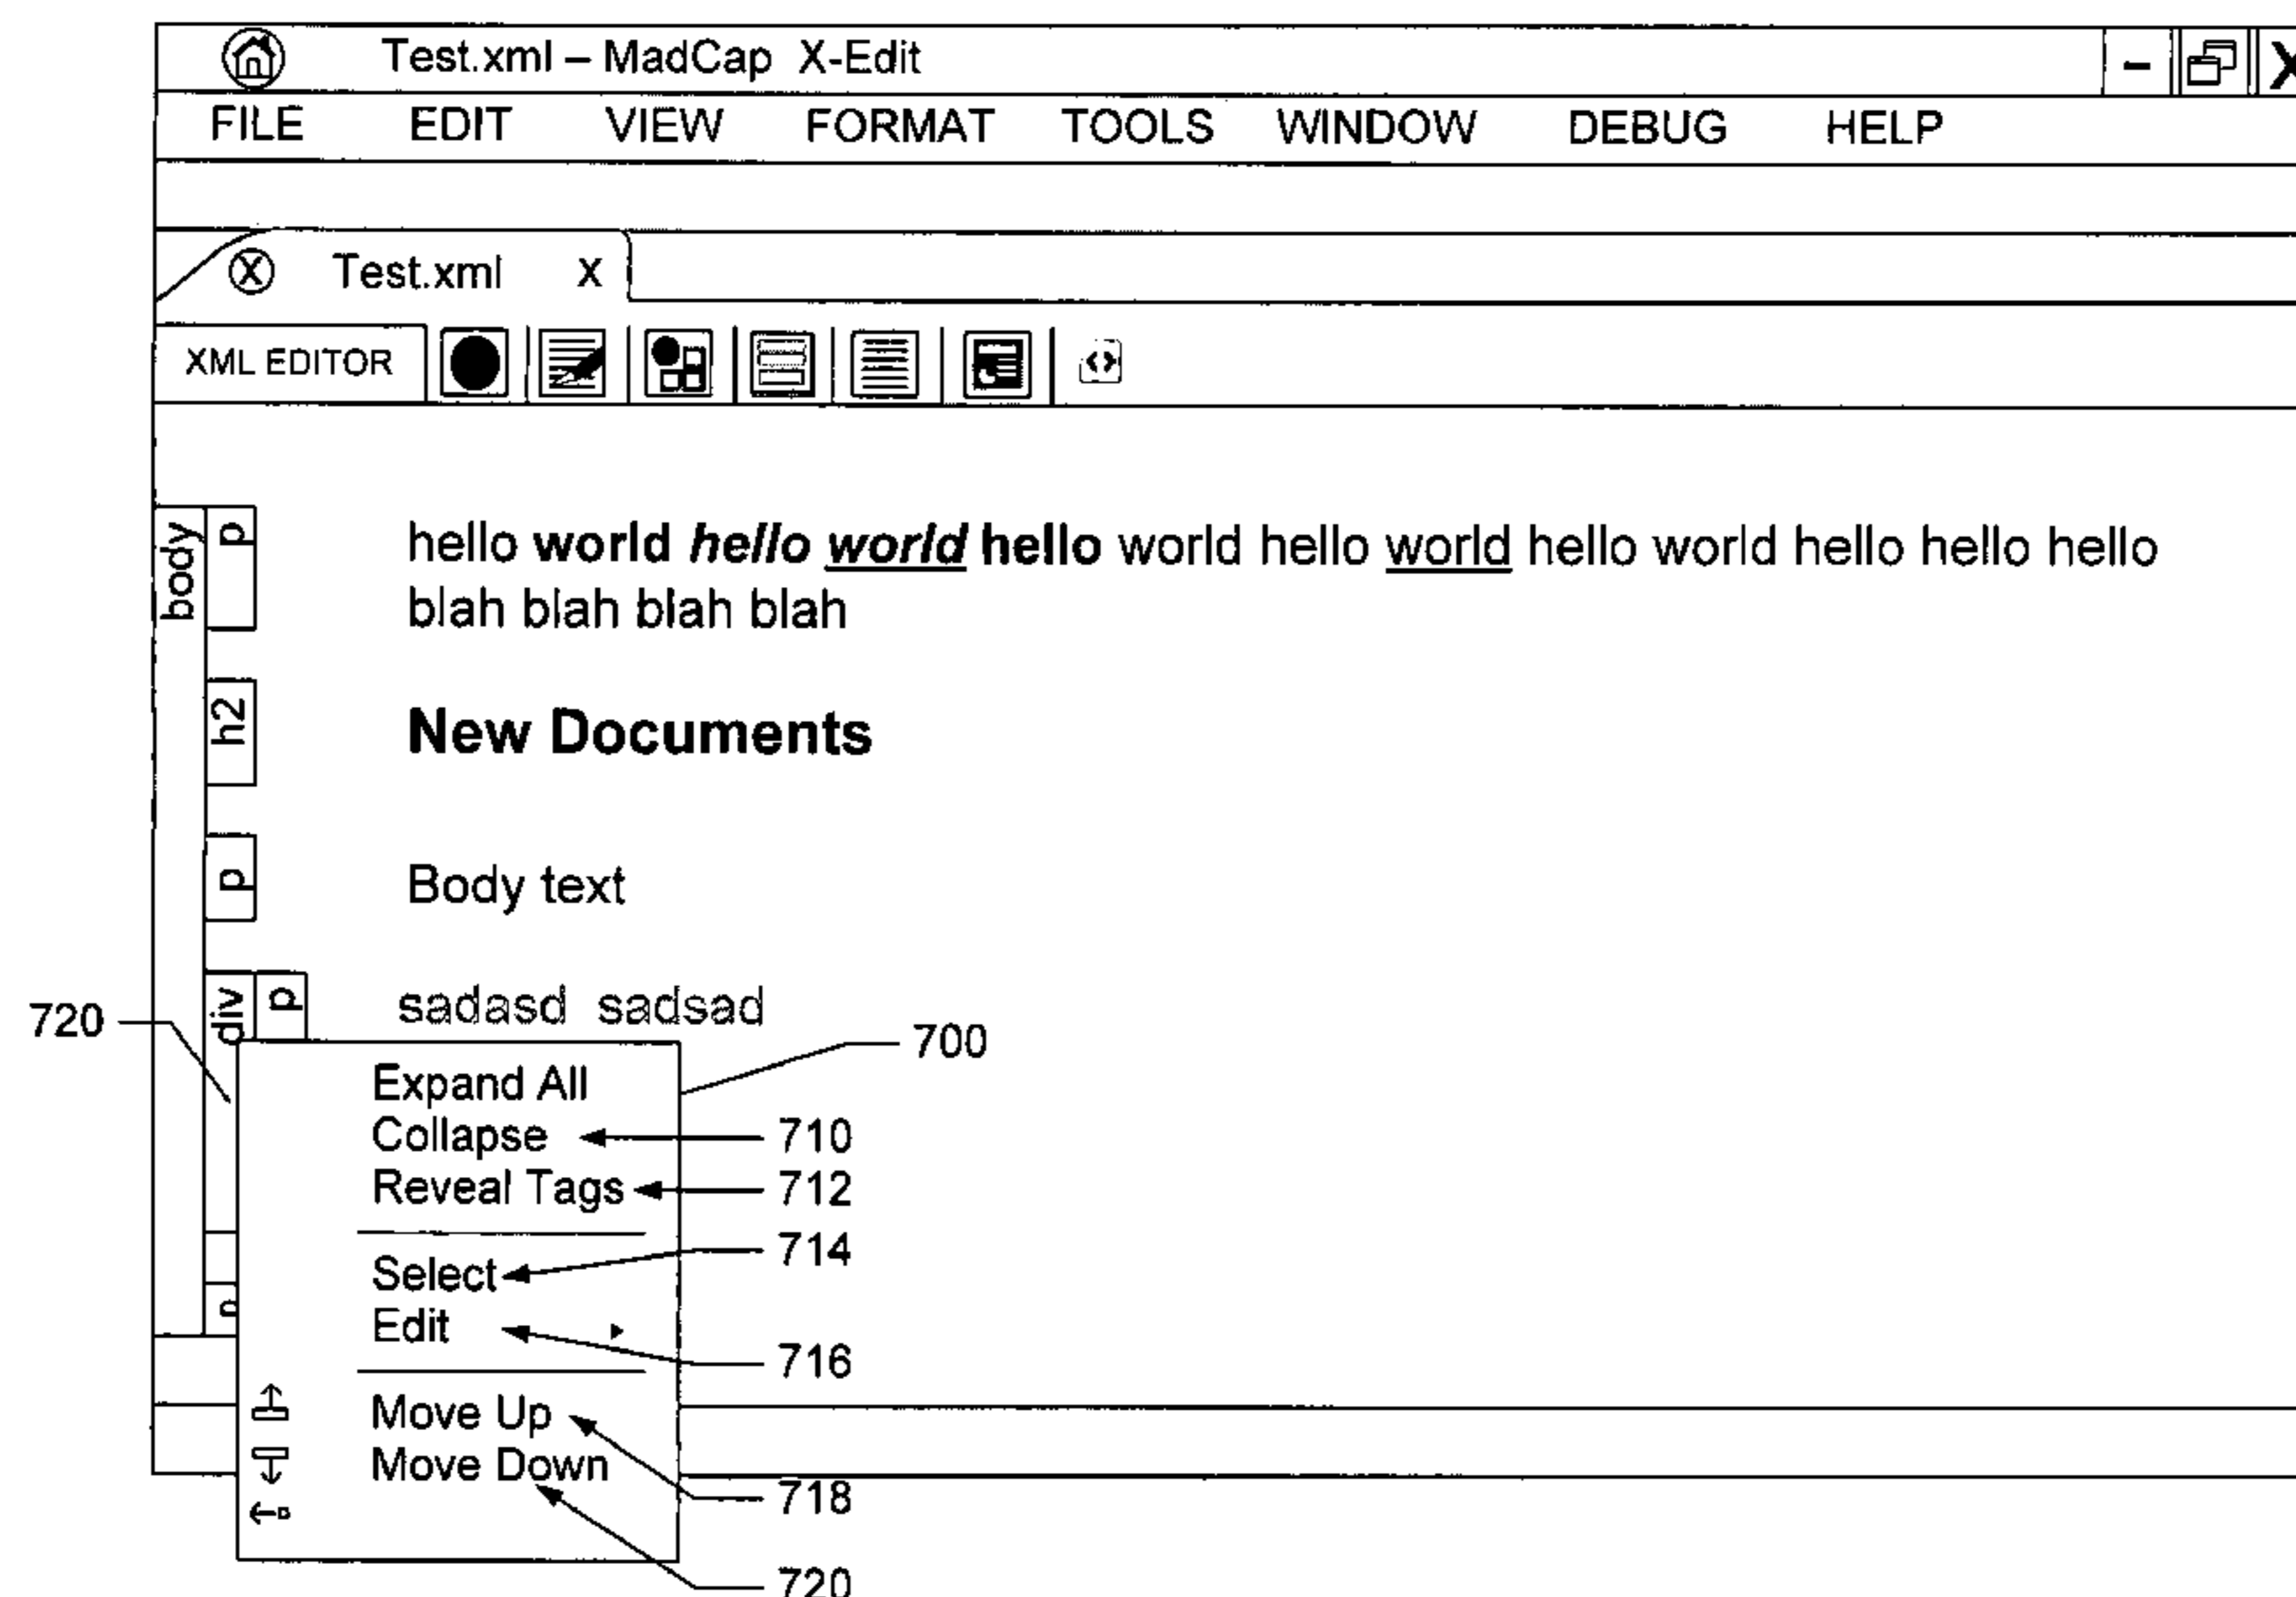 Test.xml – MadCap X-Edit
FILE EDIT VIEW FORMAT TOOLS WINDOW DEBUG HELP
Test.xml X
XML EDITOR
body
p
hello world hello world hello world hello world hello world hello hello hello
blah blah blah blah
h2
New Documents
p
Body text
div
p
sadasd sadsad
720
700
Expand All
Collapse
710
Reveal Tags
712
Select
714
Edit
716
Move Up
718
Move Down
720